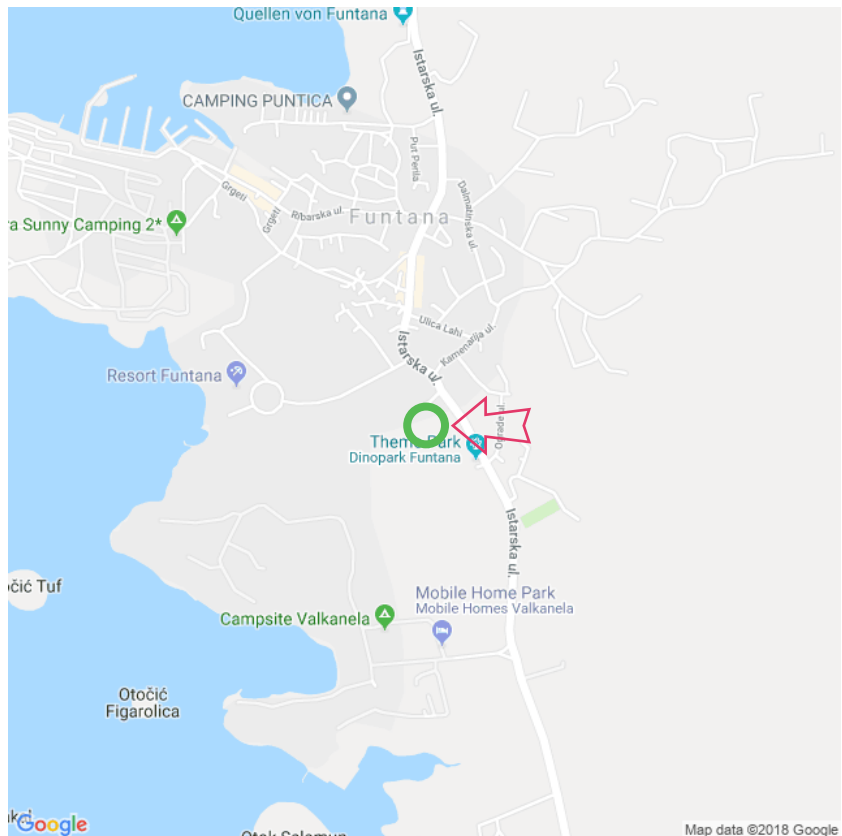 Quellen von Funtana
Istarska ul.
CAMPING PUNTICA
Put Perila
Grgeti
Grgeti
Ribarska ul.
Funtana
Dalmatinska ul.
ra Sunny Camping 2*
Ulica Lahi
Kamenarija ul.
Istarska ul.
Resort Funtana
Theme Park
Dinopark Funtana
Istarska ul.
čić Tuf
Mobile Home Park
Mobile Homes Valkanela
Campsite Valkanela
Otočić
Figarolica
Google
Map data ©2018 Google